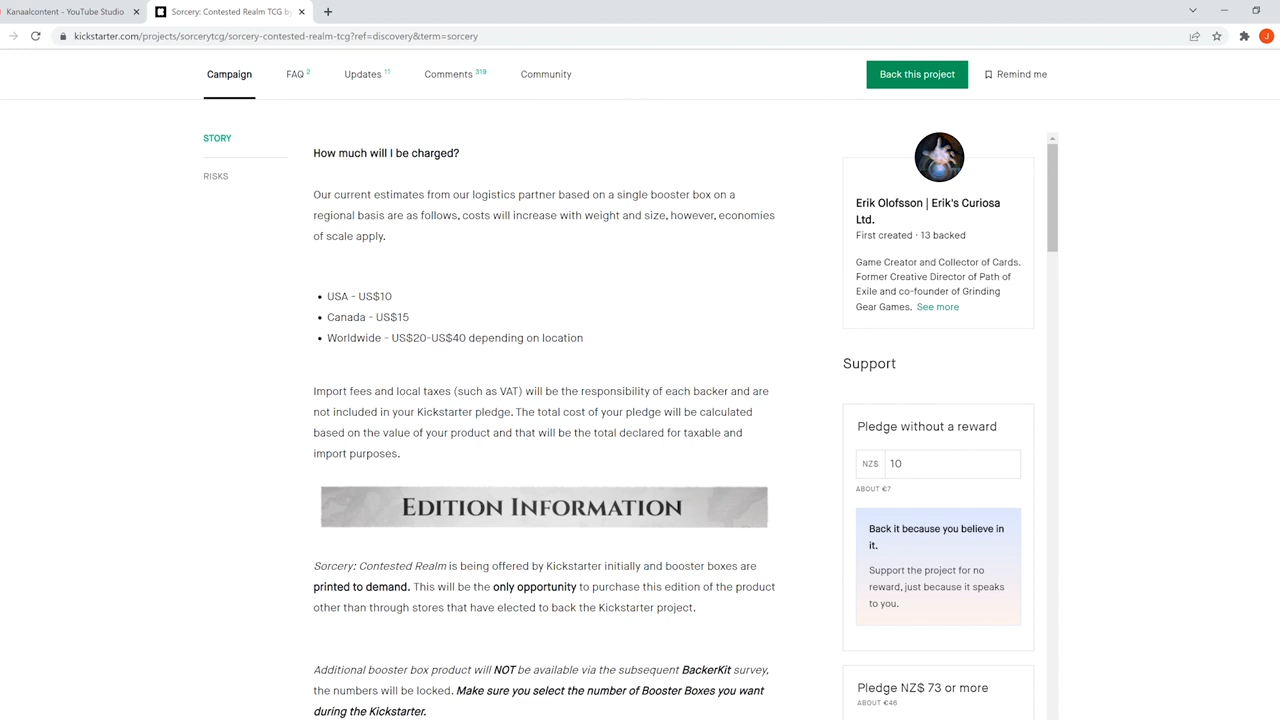 Kanaalcontent - YouTube Studio
Sorcery: Contested Realm TCG by
kickstarter.com/projects/sorcerytcg/sorcery-contested-realm-tcg?ref=discovery&term=sorcery
J
Campaign
FAQ 2
Updates 11
Comments 319
Community
Back this project
Remind me
STORY
RISKS
How much will I be charged?
Our current estimates from our logistics partner based on a single booster box on a
regional basis are as follows, costs will increase with weight and size, however, economies
of scale apply.
• USA - US$10
• Canada - US$15
• Worldwide - US$20-US$40 depending on location
Import fees and local taxes (such as VAT) will be the responsibility of each backer and are
not included in your Kickstarter pledge. The total cost of your pledge will be calculated
based on the value of your product and that will be the total declared for taxable and
import purposes.
EDITION INFORMATION
Sorcery: Contested Realm is being offered by Kickstarter initially and booster boxes are
printed to demand. This will be the only opportunity to purchase this edition of the product
other than through stores that have elected to back the Kickstarter project.
Additional booster box product will NOT be available via the subsequent BackerKit survey,
the numbers will be locked. Make sure you select the number of Booster Boxes you want
during the Kickstarter.
Erik Olofsson | Erik's Curiosa
Ltd.
First created · 13 backed
Game Creator and Collector of Cards.
Former Creative Director of Path of
Exile and co-founder of Grinding
Gear Games. See more
Support
Pledge without a reward
NZ$ 10
ABOUT €7
Back it because you believe in
it.
Support the project for no
reward, just because it speaks
to you.
Pledge NZ$ 73 or more
ABOUT €46